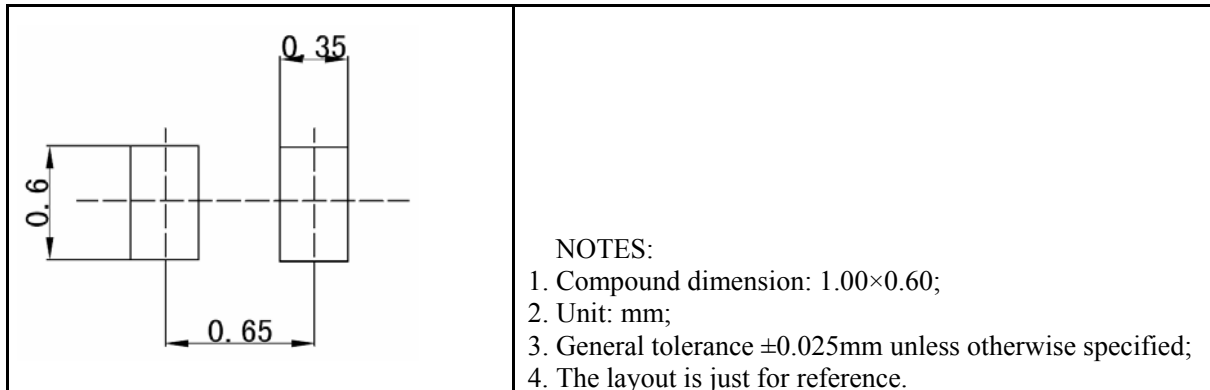 0.35
0.6
0.65
NOTES:
1. Compound dimension: 1.00×0.60;
2. Unit: mm;
3. General tolerance ±0.025mm unless otherwise specified;
4. The layout is just for reference.